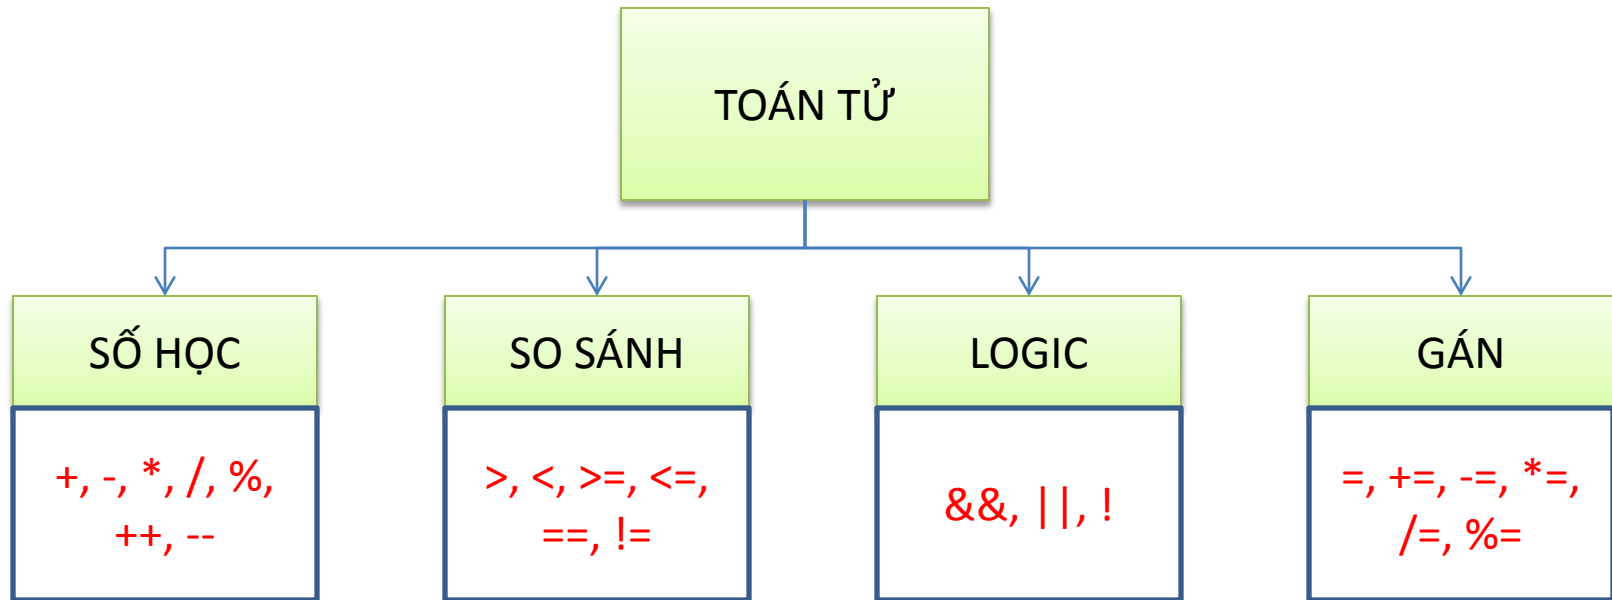 TOÁN TỬ
SỐ HỌC
+, -, *, /, %,
++, --
SO SÁNH
>, <, >=, <=,
==, !=
LOGIC
&&, ||, !
GÁN
=, +=, -=, *=,
/=, %=